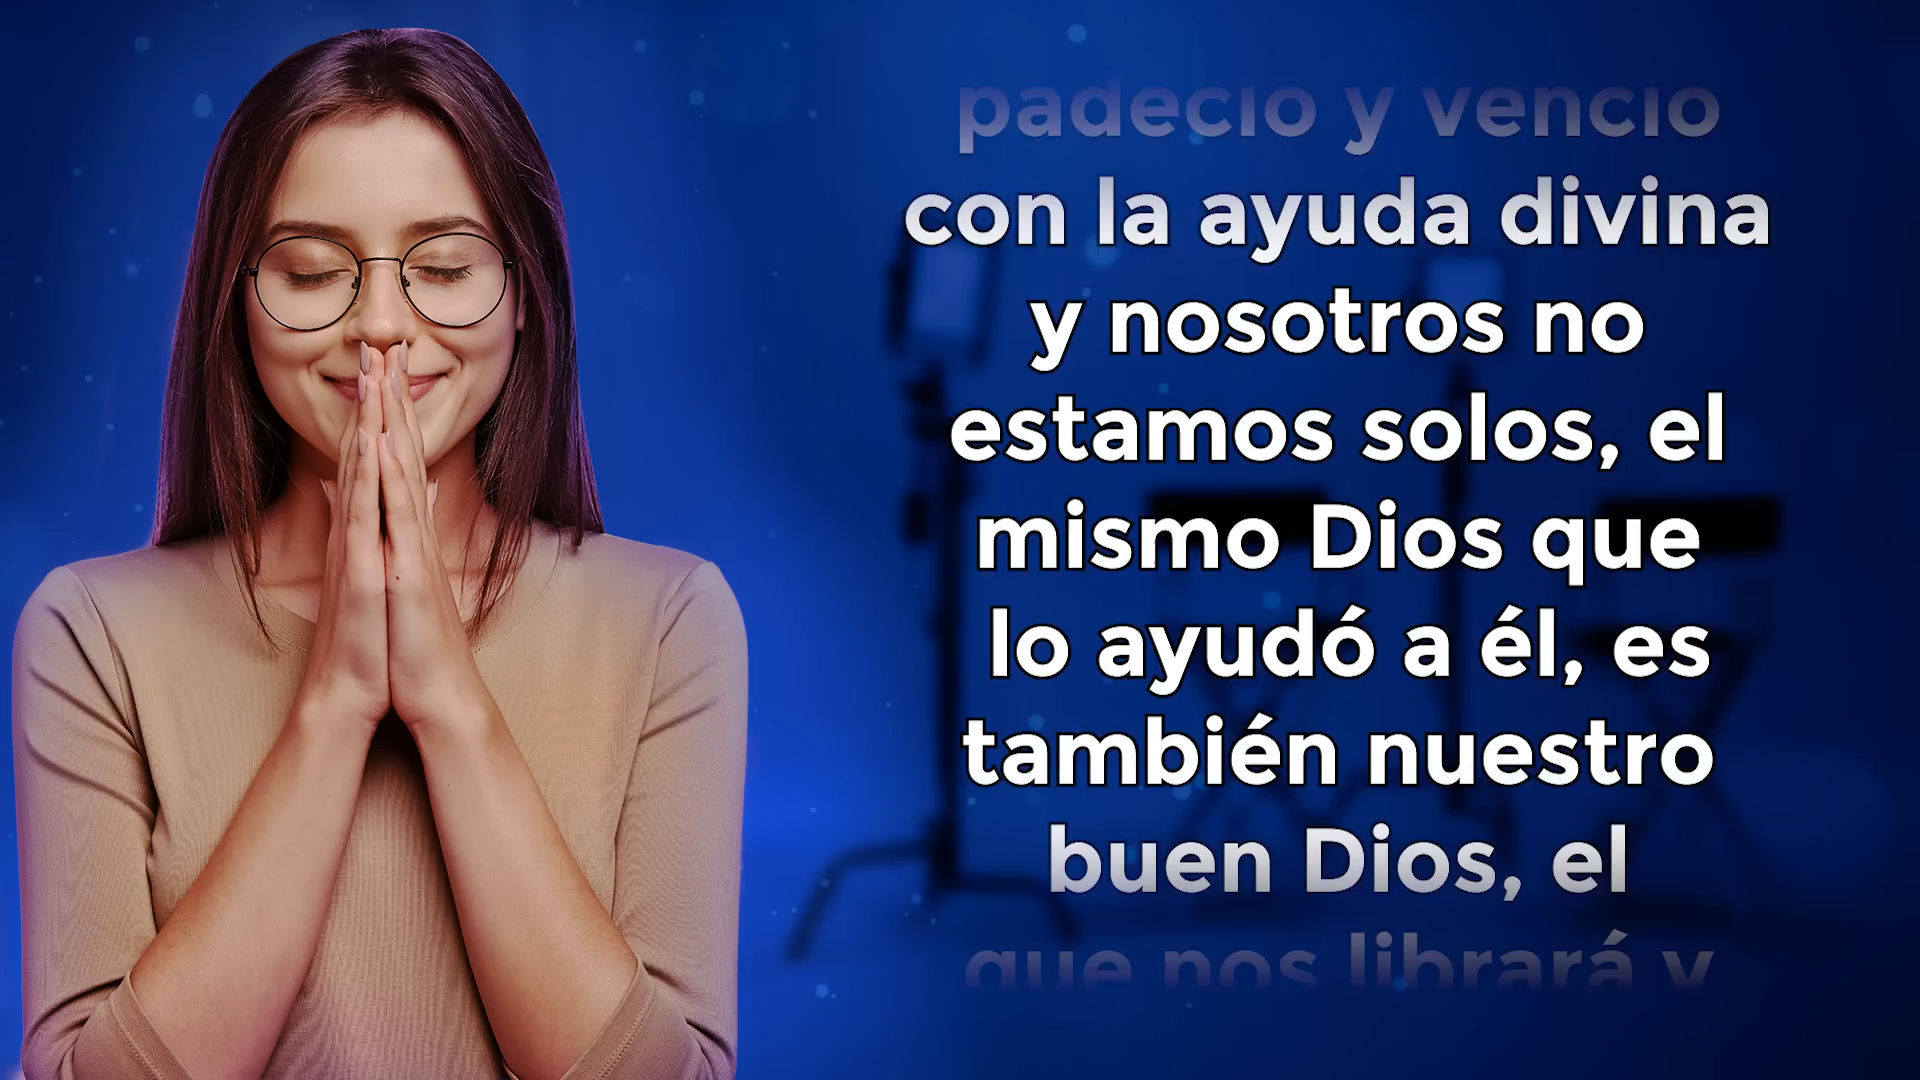 padeció y venció
con la ayuda divina
y nosotros no
estamos solos, el
mismo Dios que
lo ayudó a él, es
también nuestro
buen Dios, el
que nos librará y